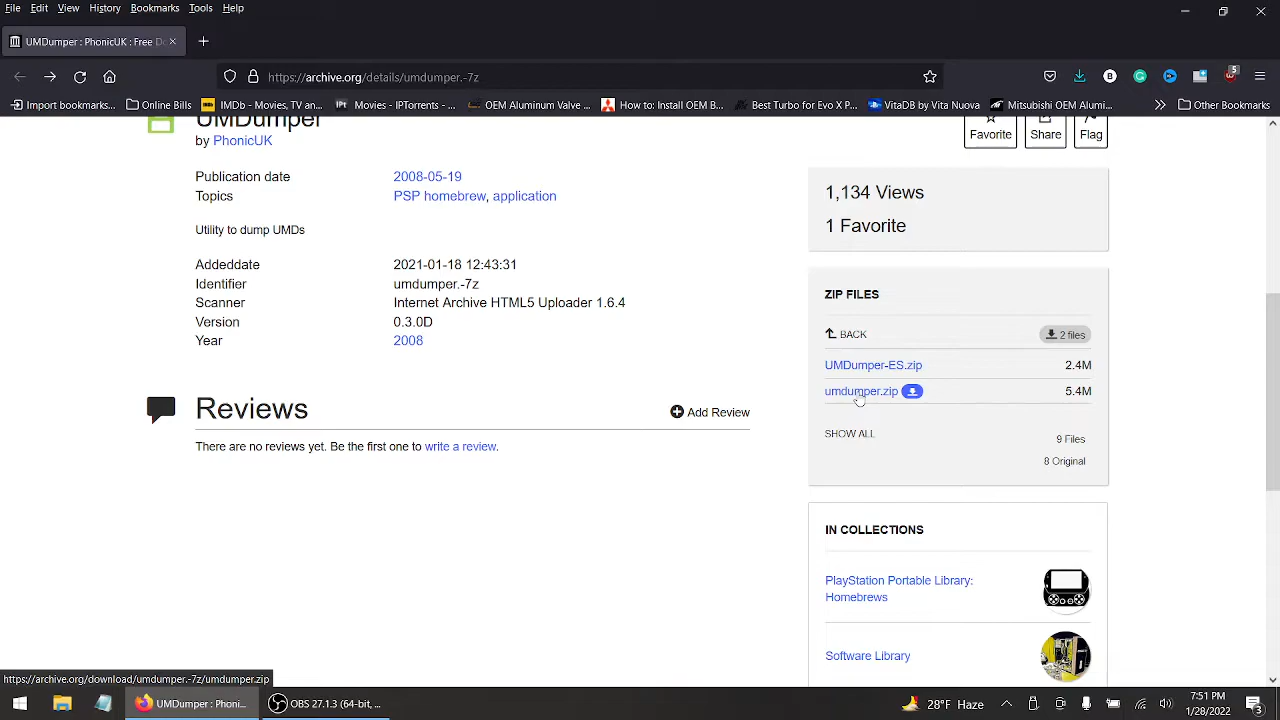 File Edit View History Bookmarks Tools Help
UMDumper : PhonicUK : Free Do
https://archive.org/details/umdumper.-7z
Import bookmarks... Online Bills IMDb - Movies, TV an... Movies - IPTorrents - ... OEM Aluminum Valve ... How to: Install OEM B... Best Turbo for Evo X P... VitaDB by Vita Nuova Mitsubishi OEM Alumi... Other Bookmarks
UMDumper
by PhonicUK
Favorite Share Flag
Publication date 2008-05-19
Topics PSP homebrew, application
Utility to dump UMDs
Addeddate 2021-01-18 12:43:31
Identifier umdumper.-7z
Scanner Internet Archive HTML5 Uploader 1.6.4
Version 0.3.0D
Year 2008
Reviews
Add Review
There are no reviews yet. Be the first one to write a review.
1,134 Views
1 Favorite
ZIP FILES
BACK 2 files
UMDumper-ES.zip 2.4M
umdumper.zip 5.4M
SHOW ALL 9 Files
8 Original
IN COLLECTIONS
PlayStation Portable Library:
Homebrews
Software Library
https://archive.org/download/umdumper.-7z/umdumper.zip
UMDumper : Phoni...
OBS 27.1.3 (64-bit, ...
28°F Haze
7:51 PM
1/28/2022
3
5